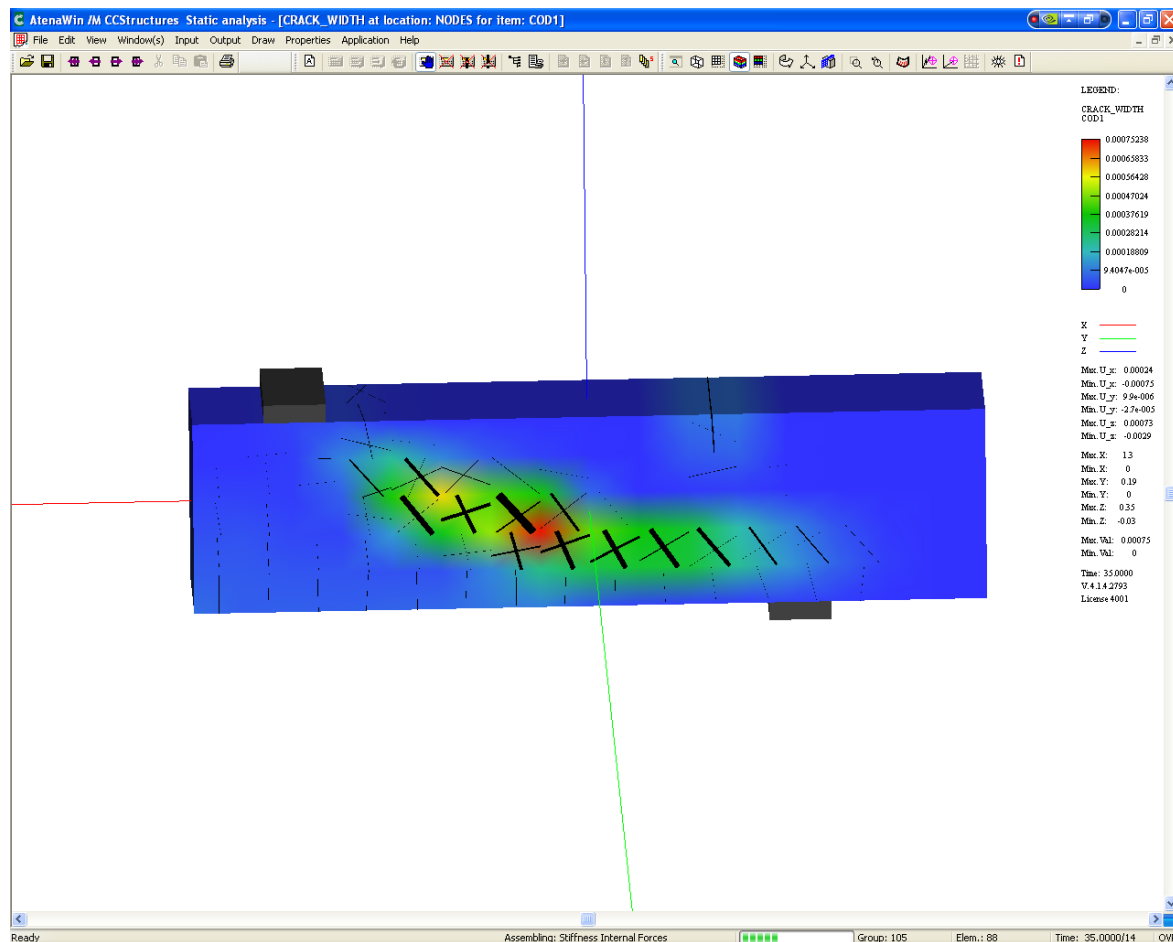 AtenaWin /M CCStructures Static analysis - [CRACK_WIDTH at location: NODES for item: COD1]
File Edit View Window(s) Input Output Draw Properties Application Help
LEGEND:
CRACK_WIDTH
COD1
0.00075238
0.00065833
0.00056428
0.00047024
0.00037619
0.00028214
0.00018809
9.4047e-005
0
X
Y
Z
Max. U_x: 0.00024
Min. U_x: -0.00075
Max. U_y: 9.9e-006
Min. U_y: -2.7e-005
Max. U_z: 0.00073
Min. U_z: -0.0029
Max. X: 1.3
Min. X: 0
Max. Y: 0.19
Min. Y: 0
Max. Z: 0.35
Min. Z: -0.03
Max. Val: 0.00075
Min. Val: 0
Time: 35.0000
V. 4.1.4.2793
License 4001
Ready Assembling: Stiffness Internal Forces Group: 105 Elem.: 88 Time: 35.0000/14 OV